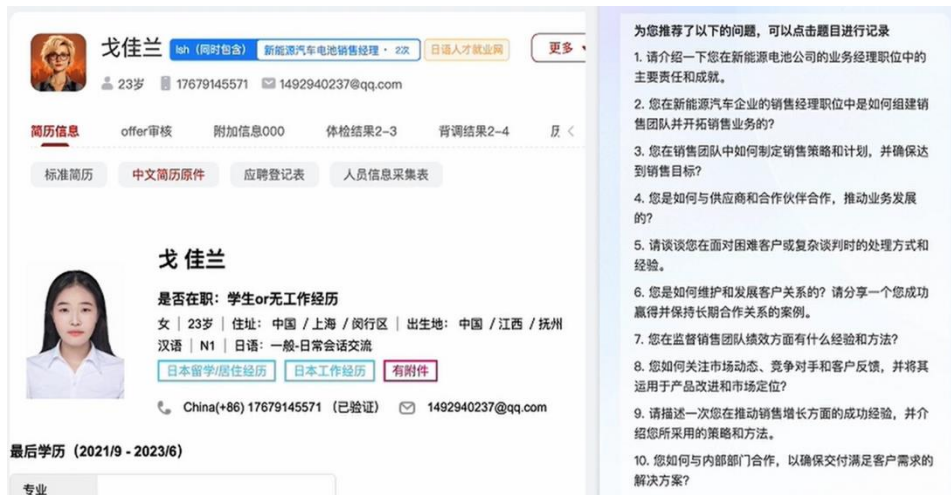 戈佳兰 lsh（同时包含） 新能源汽车电池销售经理 · 2次 日语人才就业网 更多
23岁 17679145571 1492940237@qq.com
简历信息 offer审核 附加信息000 体检结果2-3 背调结果2-4
标准简历 中文简历原件 应聘登记表 人员信息采集表
戈 佳兰
是否在职：学生or无工作经历
女 | 23岁 | 住址： 中国 / 上海 / 闵行区 | 出生地： 中国 / 江西 / 抚州
汉语 | N1 | 日语：一般-日常会话交流
日本留学/居住经历 日本工作经历 有附件
China(+86) 17679145571 （已验证） 1492940237@qq.com
最后学历（2021/9 - 2023/6）
专业
为您推荐了以下的问题，可以点击题目进行记录
1. 请介绍一下您在新能源电池公司的业务经理职位中的
主要责任和成就。
2. 您在新能源汽车企业的销售经理职位中是如何组建销
售团队并开拓销售业务的？
3. 您在销售团队中如何制定销售策略和计划，并确保达
到销售目标？
4. 您是如何与供应商和合作伙伴合作，推动业务发展
的？
5. 请谈谈您在面对困难客户或复杂谈判时的处理方式和
经验。
6. 您是如何维护和发展客户关系的？请分享一个您成功
赢得并保持长期合作关系的案例。
7. 您在监督销售团队绩效方面有什么经验和方法？
8. 您如何关注市场动态、竞争对手和客户反馈，并将其
运用于产品改进和市场定位？
9. 请描述一次您在推动销售增长方面的成功经验，并介
绍您所采用的策略和方法。
10. 您如何与内部部门合作，以确保交付满足客户需求的
解决方案？